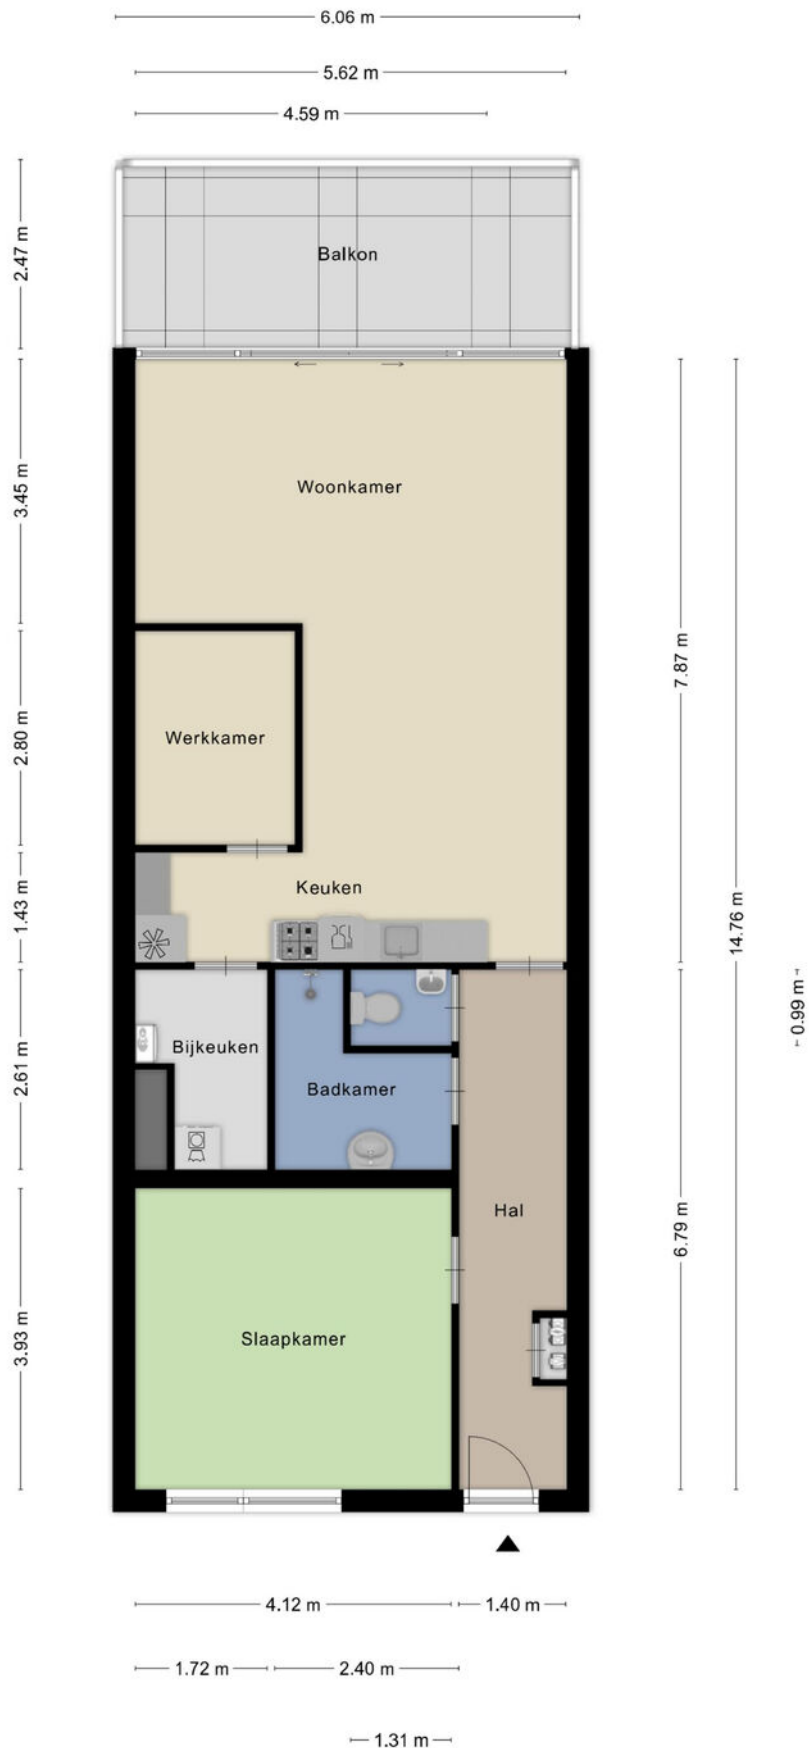 6.06 m
5.62 m
4.59 m
2.47 m
Balkon
3.45 m
Woonkamer
7.87 m
2.80 m
Werkkamer
1.43 m
Keuken
14.76 m
0.99 m
2.61 m
Bijkeuken
Badkamer
6.79 m
Hal
3.93 m
Slaapkamer
4.12 m
1.40 m
1.72 m
2.40 m
1.31 m